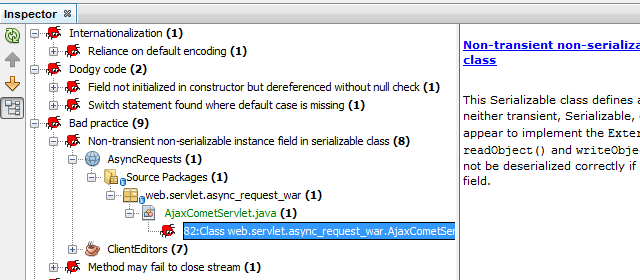 Inspector
Internationalization (1)
Reliance on default encoding (1)
Dodgy code (2)
Field not initialized in constructor but dereferenced without null check (1)
Switch statement found where default case is missing (1)
Bad practice (9)
Non-transient non-serializable instance field in serializable class (8)
AsyncRequests (1)
Source Packages (1)
web.servlet.async_request_war (1)
AjaxCometServlet.java (1)
82:Class web.servlet.async_request_war.AjaxCometSer
ClientEditors (7)
Method may fail to close stream (1)
Non-transient non-serializa
class
This Serializable class defines a
neither transient, Serializable,
appear to implement the Exter
readObject() and writeObjec
not be deserialized correctly if
field.